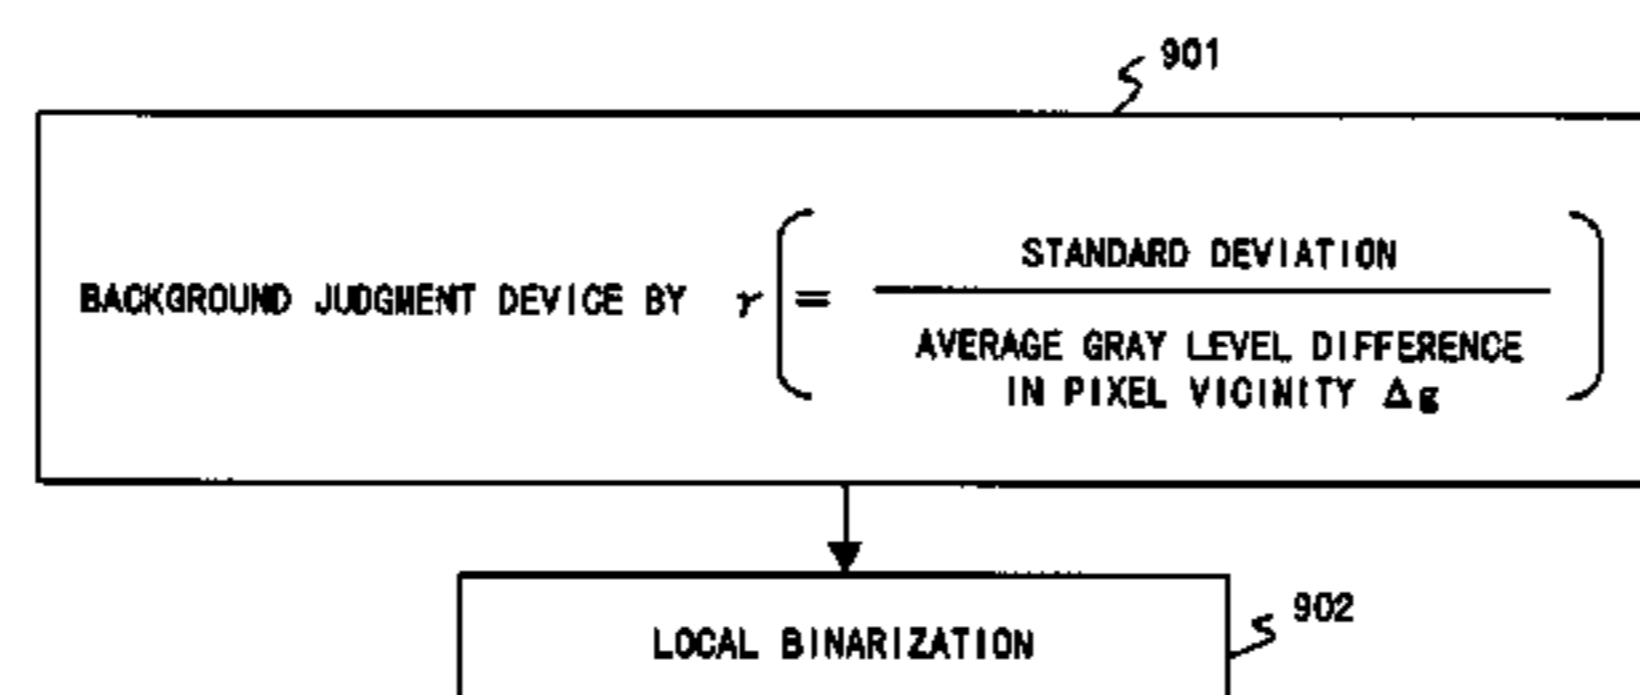 901
STANDARD DEVIATION
BACKGROUND JUDGMENT DEVICE BY r =
AVERAGE GRAY LEVEL DIFFERENCE
IN PIXEL VICINITY Δg
902
LOCAL BINARIZATION